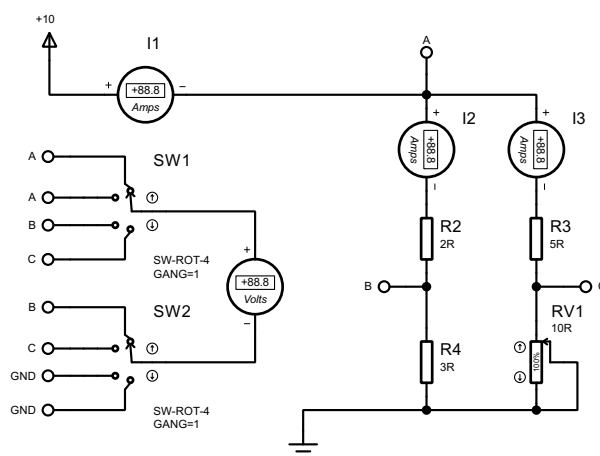 +10
I1
+ +88.8 −
Amps
A
+ +
I2 I3
+88.8 Amps
+88.8 Amps
− −
A
SW1
A
B
C
SW-ROT-4
GANG=1
+
+88.8
Volts
−
R2
2R
R3
5R
B
C
B
SW2
C
GND
GND
SW-ROT-4
GANG=1
R4
3R
RV1
10R
100%